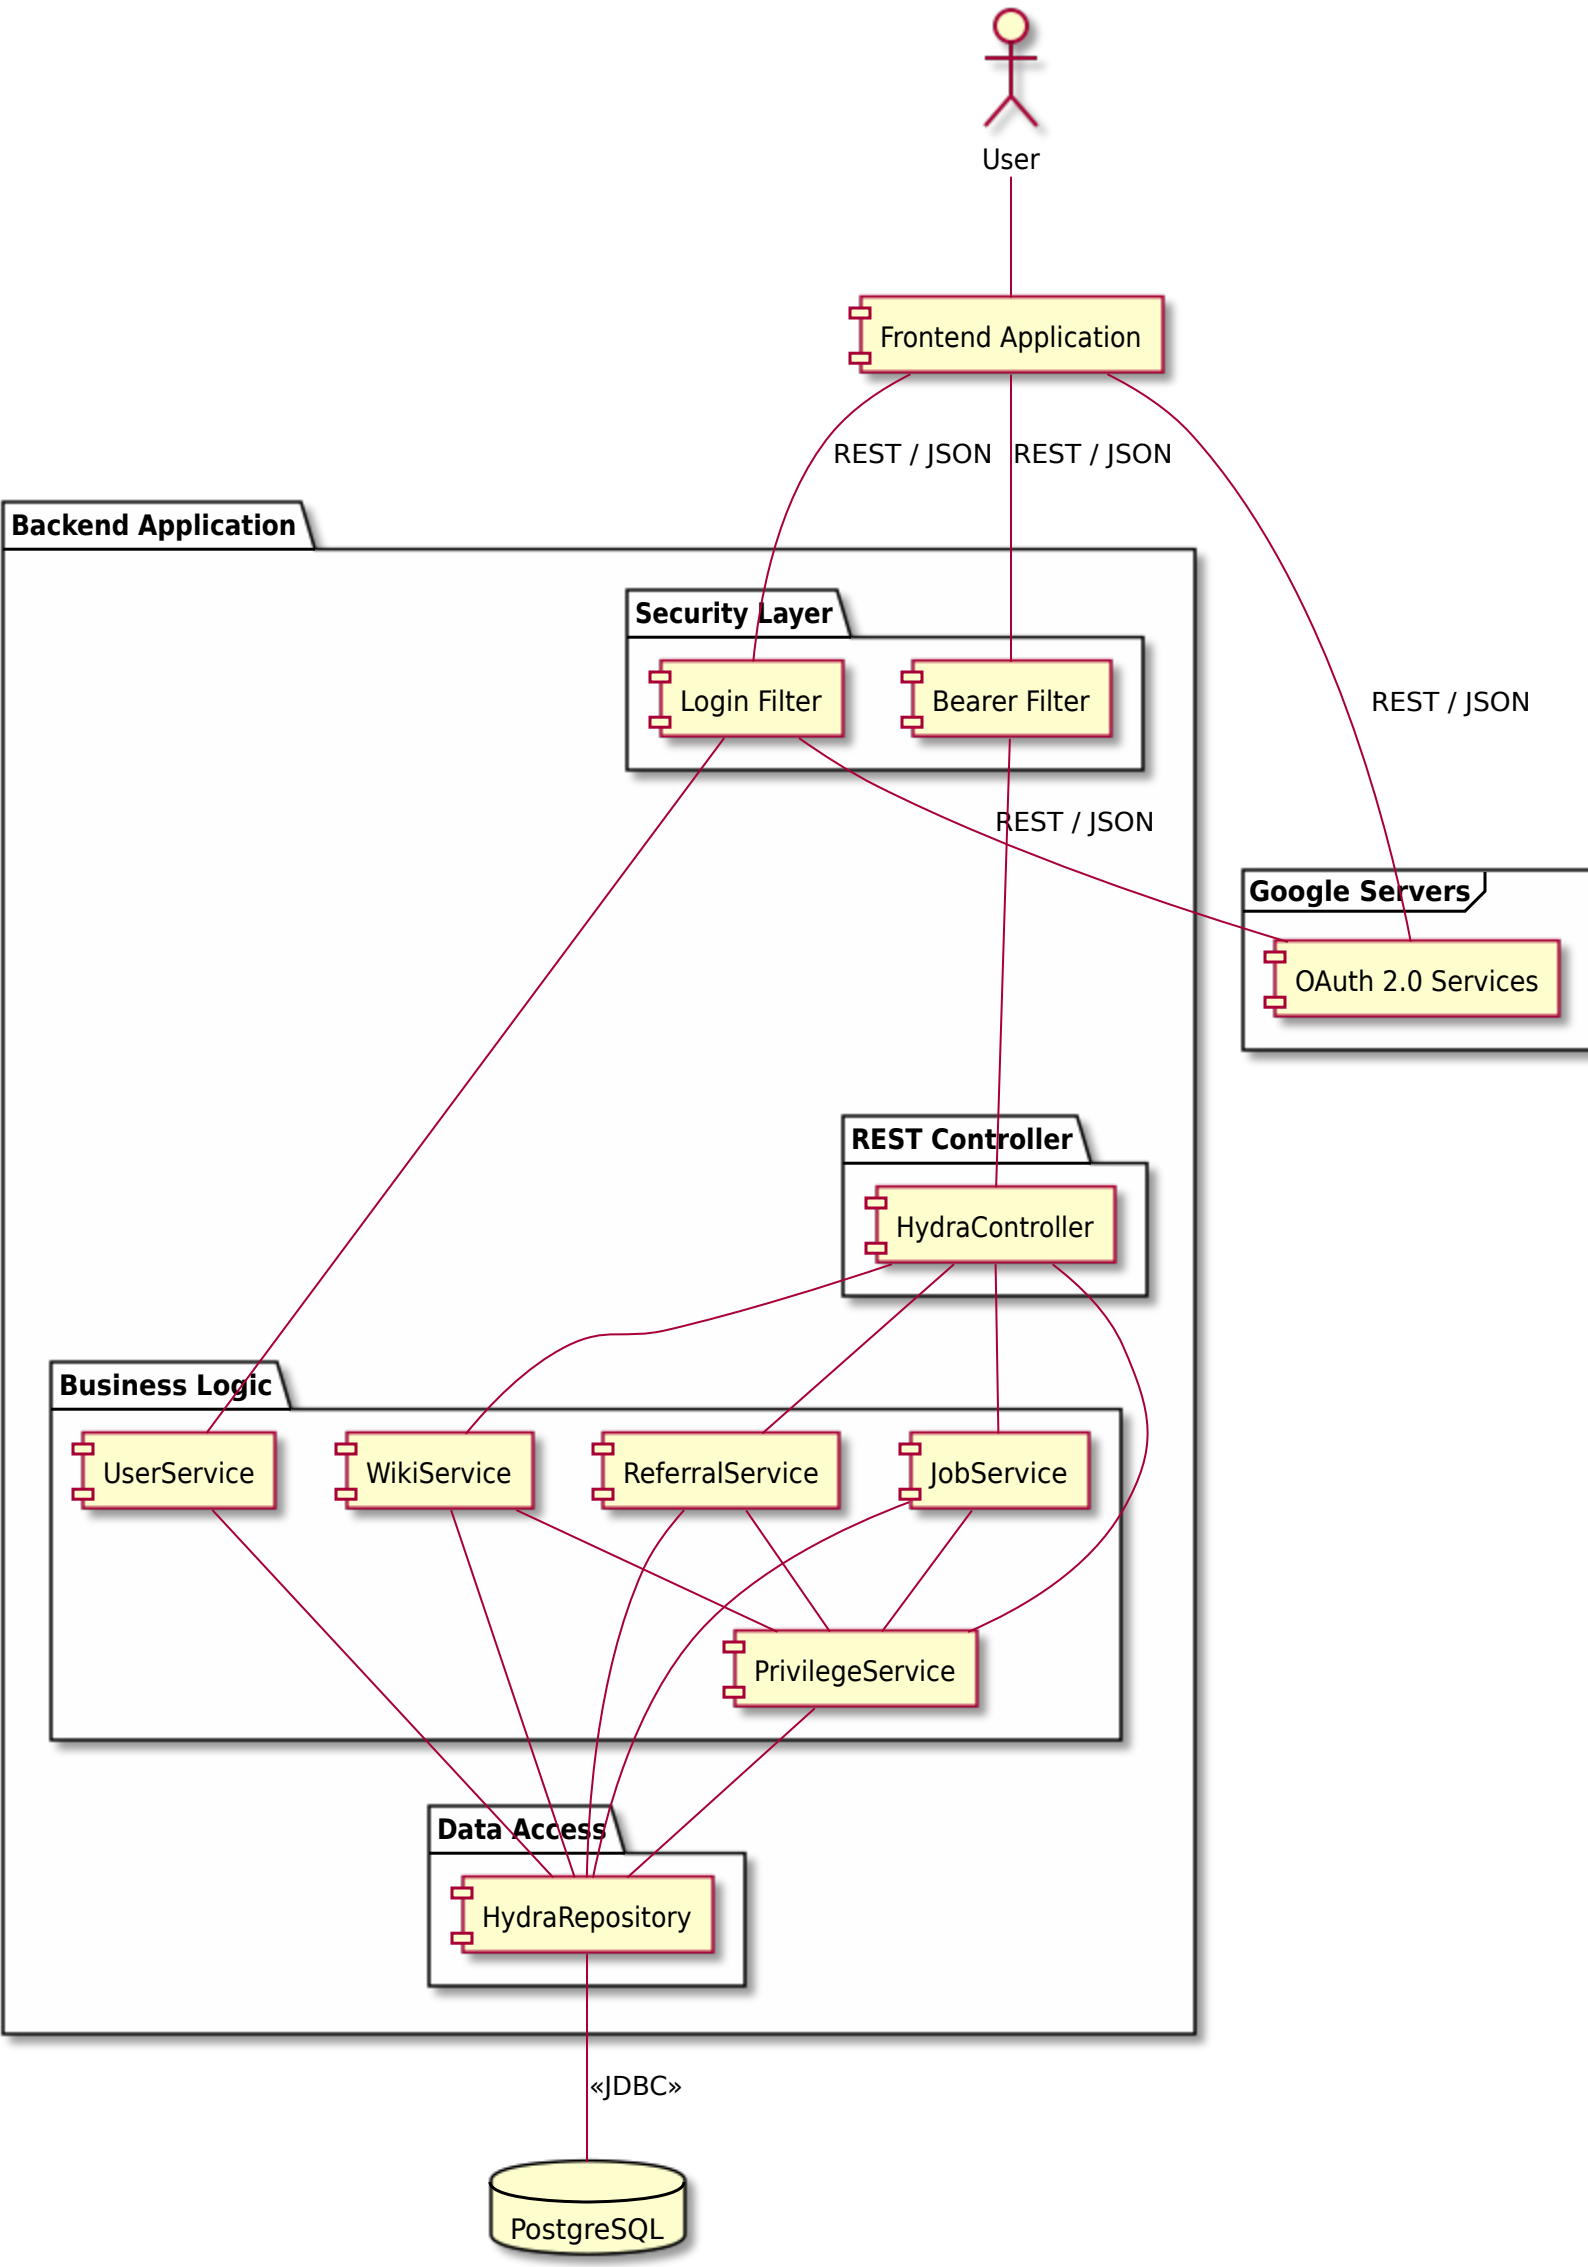 User
Frontend Application
REST / JSON
REST / JSON
Backend Application
Security Layer
Login Filter
Bearer Filter
REST / JSON
REST / JSON
Google Servers
OAuth 2.0 Services
REST Controller
HydraController
Business Logic
UserService
WikiService
ReferralService
JobService
PrivilegeService
Data Access
HydraRepository
«JDBC»
PostgreSQL